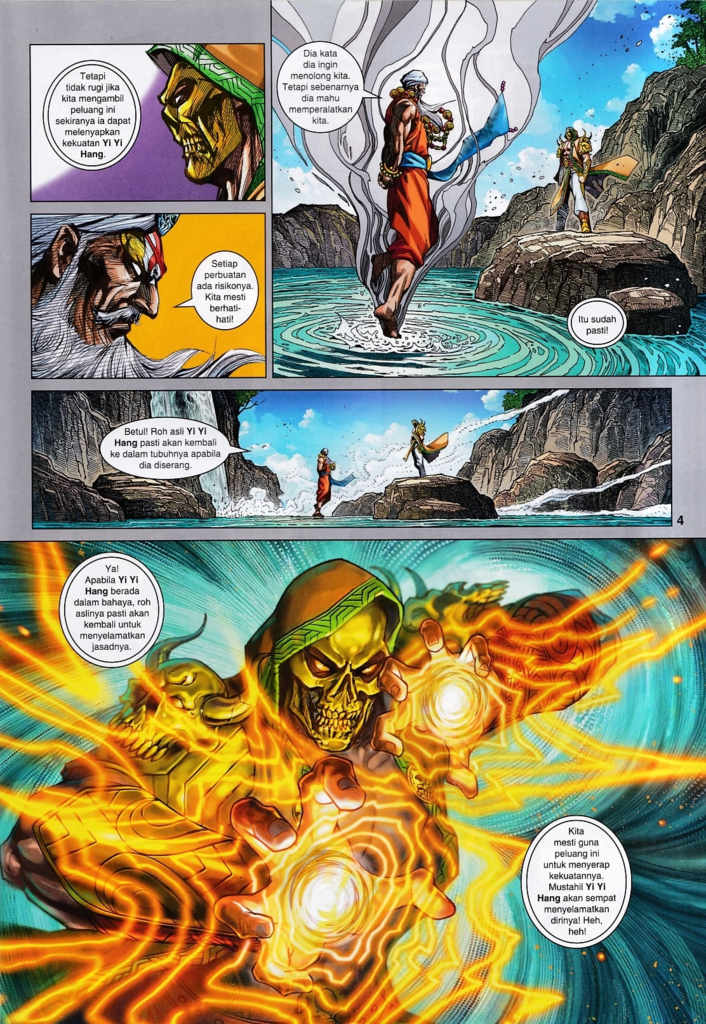 Tetapi
tidak rugi jika
kita mengambil
peluang ini
sekiranya ia dapat
melenyapkan
kekuatan Yi Yi
Hang.
Dia kata
dia ingin
menolong kita.
Tetapi sebenarnya
dia mahu
memperalatkan
kita.
Setiap
perbuatan
ada risikonya.
Kita mesti
berhati-
hati!
Itu sudah
pasti!
Betul! Roh asli Yi Yi
Hang pasti akan kembali
ke dalam tubuhnya apabila
dia diserang.
4
Ya!
Apabila Yi Yi
Hang berada
dalam bahaya, roh
aslinya pasti akan
kembali untuk
menyelamatkan
jasadnya.
Kita
mesti guna
peluang ini
untuk menyerap
kekuatannya.
Mustahil Yi Yi
Hang akan sempat
menyelamatkan
dirinya! Heh,
heh!